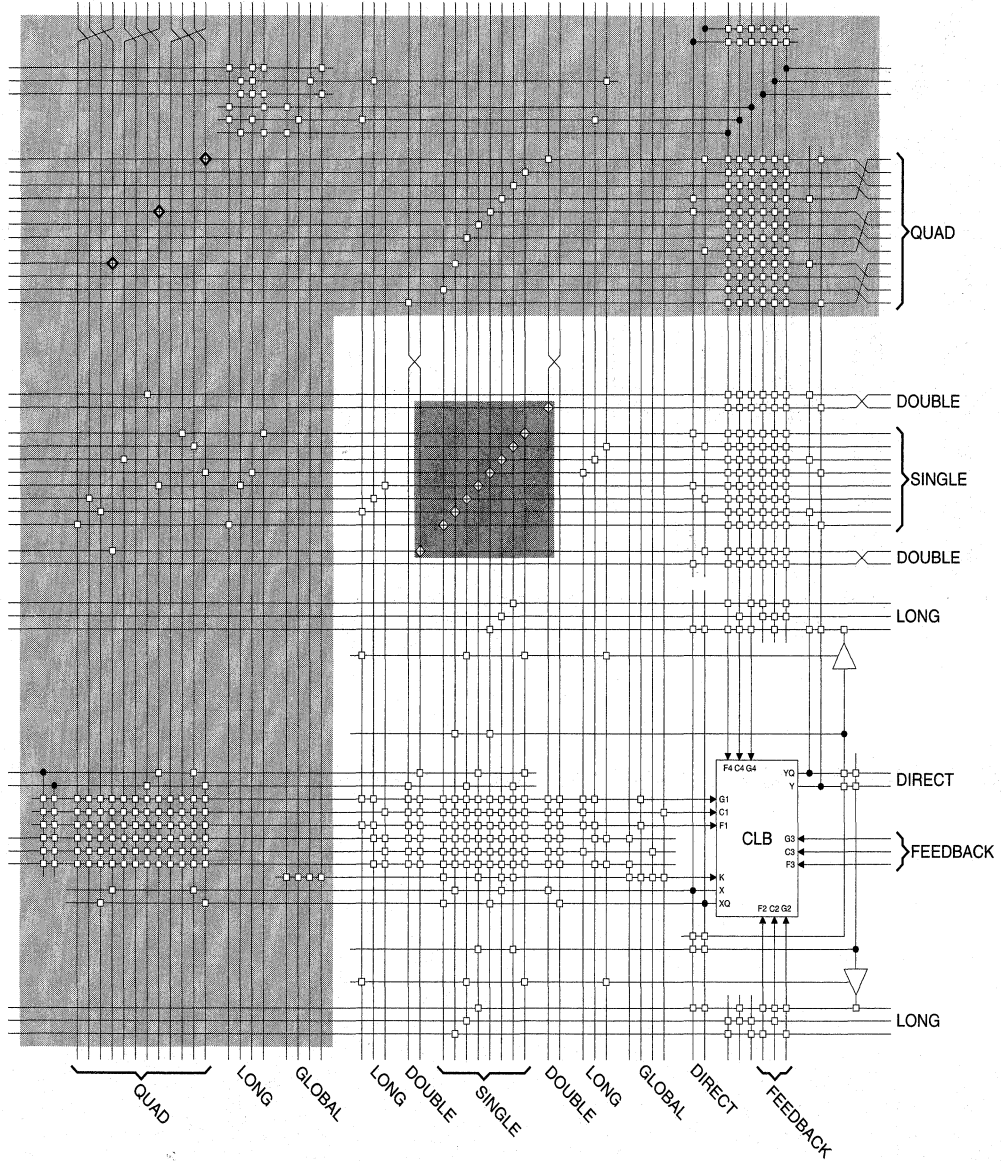 QUAD
DOUBLE
SINGLE
DOUBLE
LONG
F4 C4 G4
YQ
DIRECT
Y
G1
C1
F1
CLB
G3
C3
FEEDBACK
F3
K
X
XQ
F2 C2 G2
LONG
QUAD
LONG
GLOBAL
LONG
DOUBLE
SINGLE
DOUBLE
LONG
GLOBAL
DIRECT
FEEDBACK